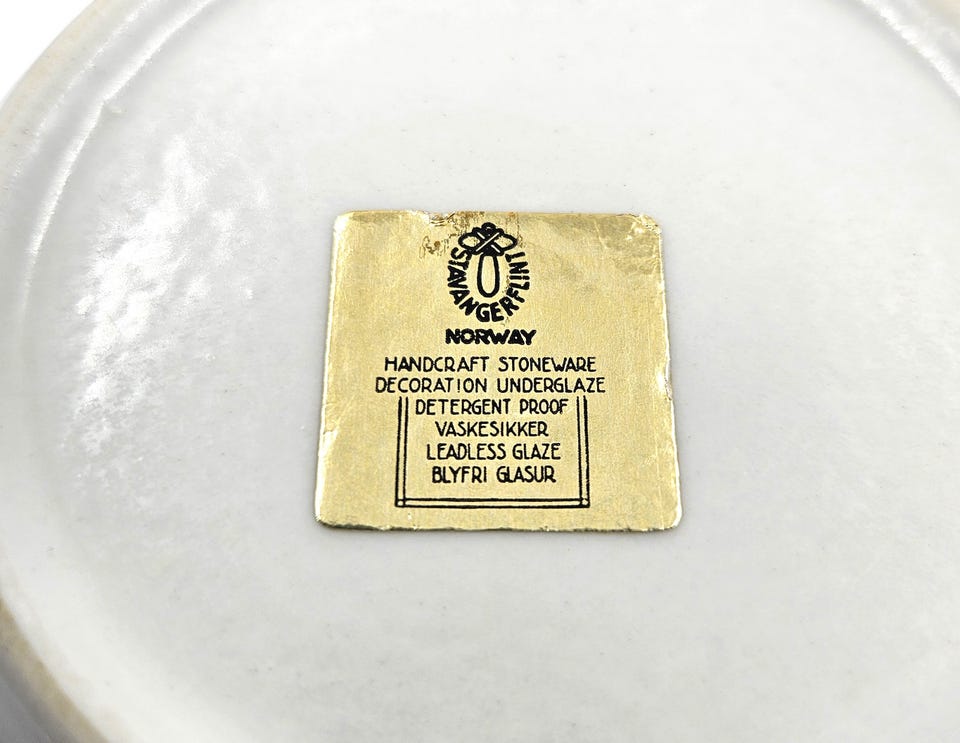 STAVANGERFLINT
NORWAY
HANDCRAFT STONEWARE
DECORATION UNDERGLAZE
DETERGENT PROOF
VASKESIKKER
LEADLESS GLAZE
BLYFRI GLASUR